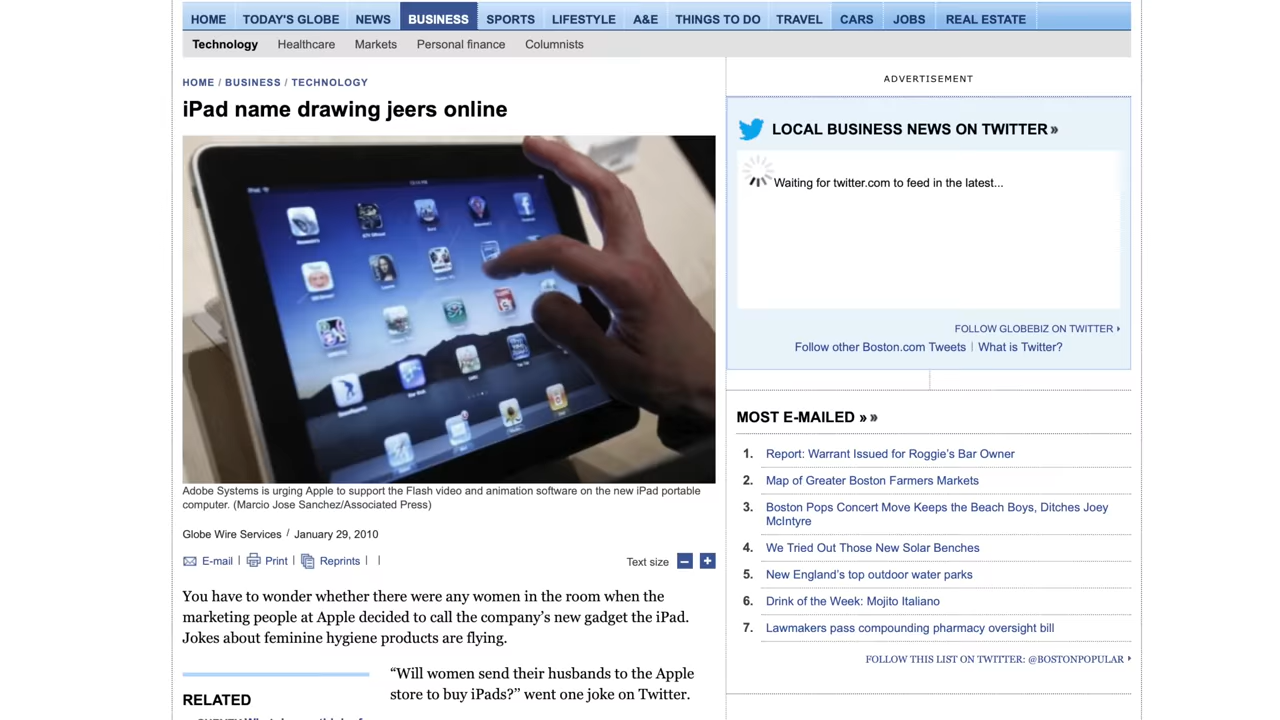 HOME TODAY'S GLOBE NEWS BUSINESS SPORTS LIFESTYLE A&E THINGS TO DO TRAVEL CARS JOBS REAL ESTATE
Technology Healthcare Markets Personal finance Columnists
HOME / BUSINESS / TECHNOLOGY
iPad name drawing jeers online
Adobe Systems is urging Apple to support the Flash video and animation software on the new iPad portable
computer. (Marcio Jose Sanchez/Associated Press)
Globe Wire Services / January 29, 2010
E-mail | Print | Reprints | |
Text size – +
You have to wonder whether there were any women in the room when the
marketing people at Apple decided to call the company’s new gadget the iPad.
Jokes about feminine hygiene products are flying.
RELATED
“Will women send their husbands to the Apple
store to buy iPads?’’ went one joke on Twitter.
ADVERTISEMENT
LOCAL BUSINESS NEWS ON TWITTER »
Waiting for twitter.com to feed in the latest...
FOLLOW GLOBEBIZ ON TWITTER
Follow other Boston.com Tweets | What is Twitter?
MOST E-MAILED » »
1. Report: Warrant Issued for Roggie’s Bar Owner
2. Map of Greater Boston Farmers Markets
3. Boston Pops Concert Move Keeps the Beach Boys, Ditches Joey
McIntyre
4. We Tried Out Those New Solar Benches
5. New England’s top outdoor water parks
6. Drink of the Week: Mojito Italiano
7. Lawmakers pass compounding pharmacy oversight bill
FOLLOW THIS LIST ON TWITTER: @BOSTONPOPULAR